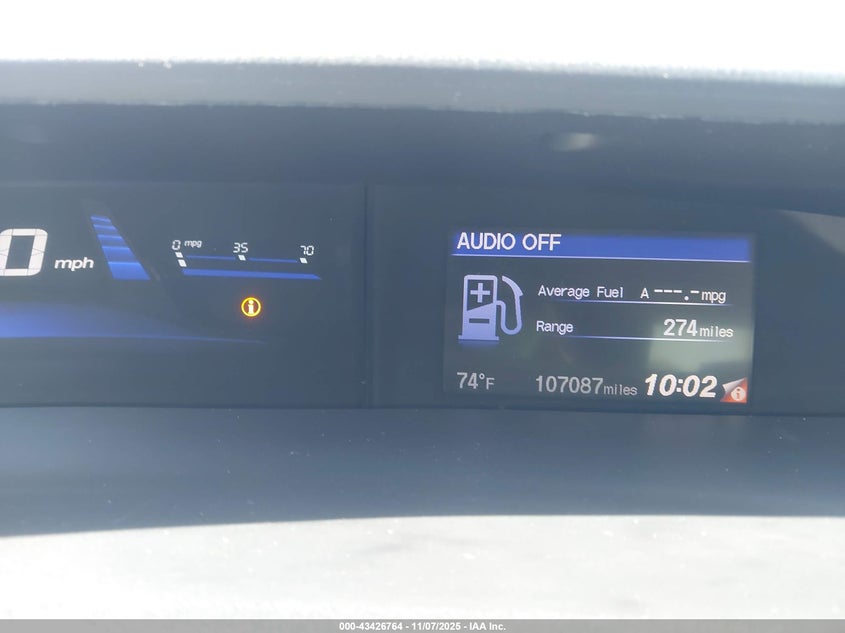 0 mph
0 mpg 35 70
i
AUDIO OFF
Average Fuel A ---.- mpg
Range 274 miles
74°F 107087 miles 10:02 i
000-43426764 - 11/07/2025 - IAA Inc.